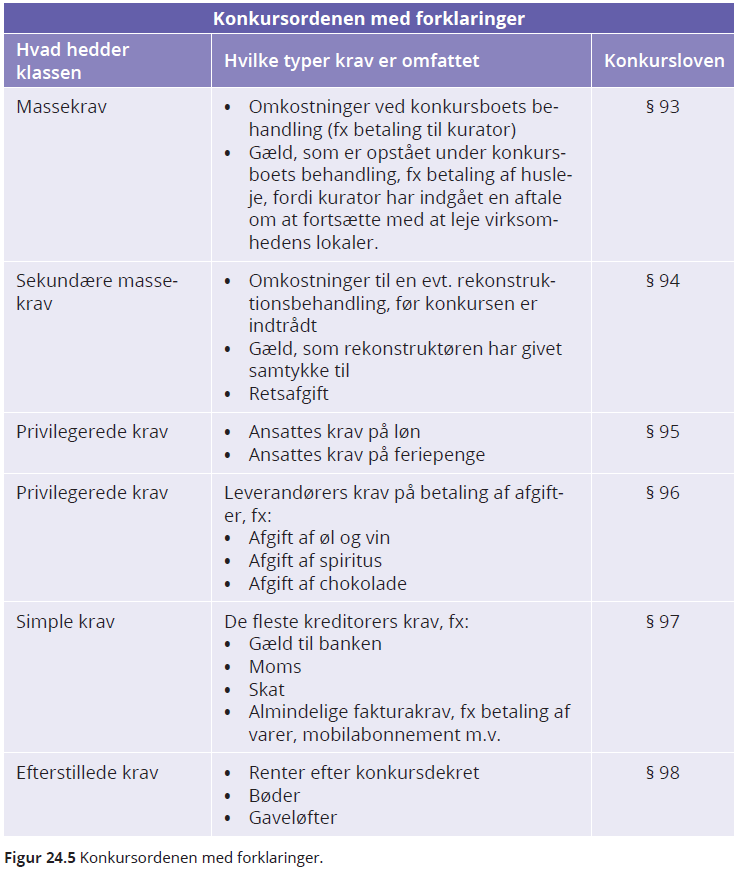 Konkursordenen med forklaringer
Hvad hedder
klassen
Hvilke typer krav er omfattet
Konkursloven
Massekrav
• Omkostninger ved konkursboets be-
handling (fx betaling til kurator)
• Gæld, som er opstået under konkurs-
boets behandling, fx betaling af husle-
je, fordi kurator har indgået en aftale
om at fortsætte med at leje virksom-
hedens lokaler.
§ 93
Sekundære masse-
krav
• Omkostninger til en evt. rekonstruk-
tionsbehandling, før konkursen er
indtrådt
• Gæld, som rekonstruktøren har givet
samtykke til
• Retsafgift
§ 94
Privilegerede krav
• Ansattes krav på løn
• Ansattes krav på feriepenge
§ 95
Privilegerede krav
Leverandørers krav på betaling af afgift-
er, fx:
• Afgift af øl og vin
• Afgift af spiritus
• Afgift af chokolade
§ 96
Simple krav
De fleste kreditorers krav, fx:
• Gæld til banken
• Moms
• Skat
• Almindelige fakturakrav, fx betaling af
varer, mobilabonnement m.v.
§ 97
Efterstillede krav
• Renter efter konkursdekret
• Bøder
• Gaveløfter
§ 98
Figur 24.5 Konkursordenen med forklaringer.